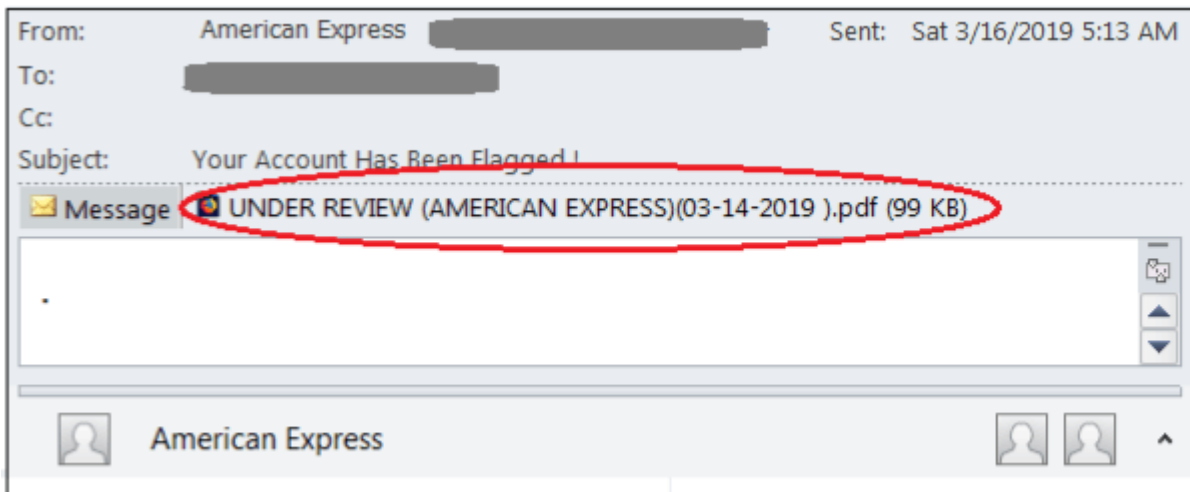 From: American Express Sent: Sat 3/16/2019 5:13 AM
To:
Cc:
Subject: Your Account Has Been Flagged !
Message UNDER REVIEW (AMERICAN EXPRESS)(03-14-2019 ).pdf (99 KB)
.
American Express